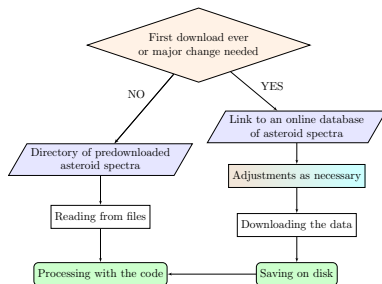 First download ever
or major change needed
NO
YES
Link to an online database
of asteroid spectra
Directory of predownloaded
asteroid spectra
Adjustments as necessary
Reading from files
Downloading the data
Processing with the code
Saving on disk